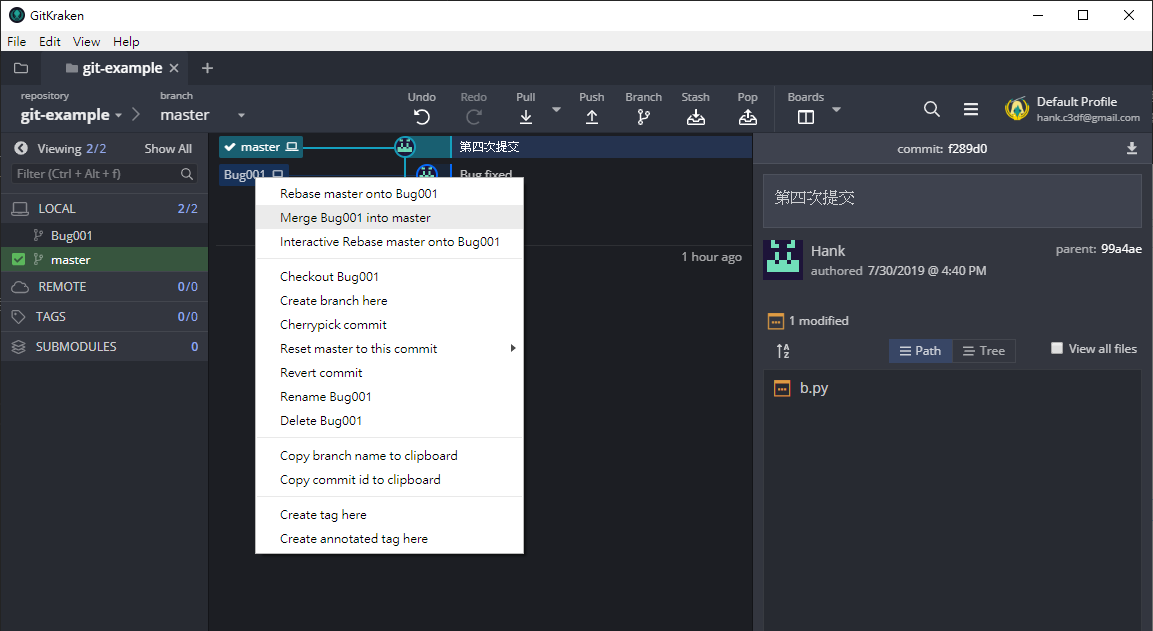 GitKraken
File Edit View Help
git-example
repository
git-example
branch
master
Undo
Redo
Pull
Push
Branch
Stash
Pop
Boards
Default Profile
hank.c3df@gmail.com
Viewing 2/2
Show All
Filter (Ctrl + Alt + f)
LOCAL 2/2
Bug001
master
REMOTE 0/0
TAGS 0/0
SUBMODULES 0
master
第四次提交
Bug001
Bug fixed
1 hour ago
Rebase master onto Bug001
Merge Bug001 into master
Interactive Rebase master onto Bug001
Checkout Bug001
Create branch here
Cherrypick commit
Reset master to this commit
Revert commit
Rename Bug001
Delete Bug001
Copy branch name to clipboard
Copy commit id to clipboard
Create tag here
Create annotated tag here
commit: f289d0
第四次提交
Hank
authored 7/30/2019 @ 4:40 PM
parent: 99a4ae
1 modified
Path
Tree
View all files
b.py